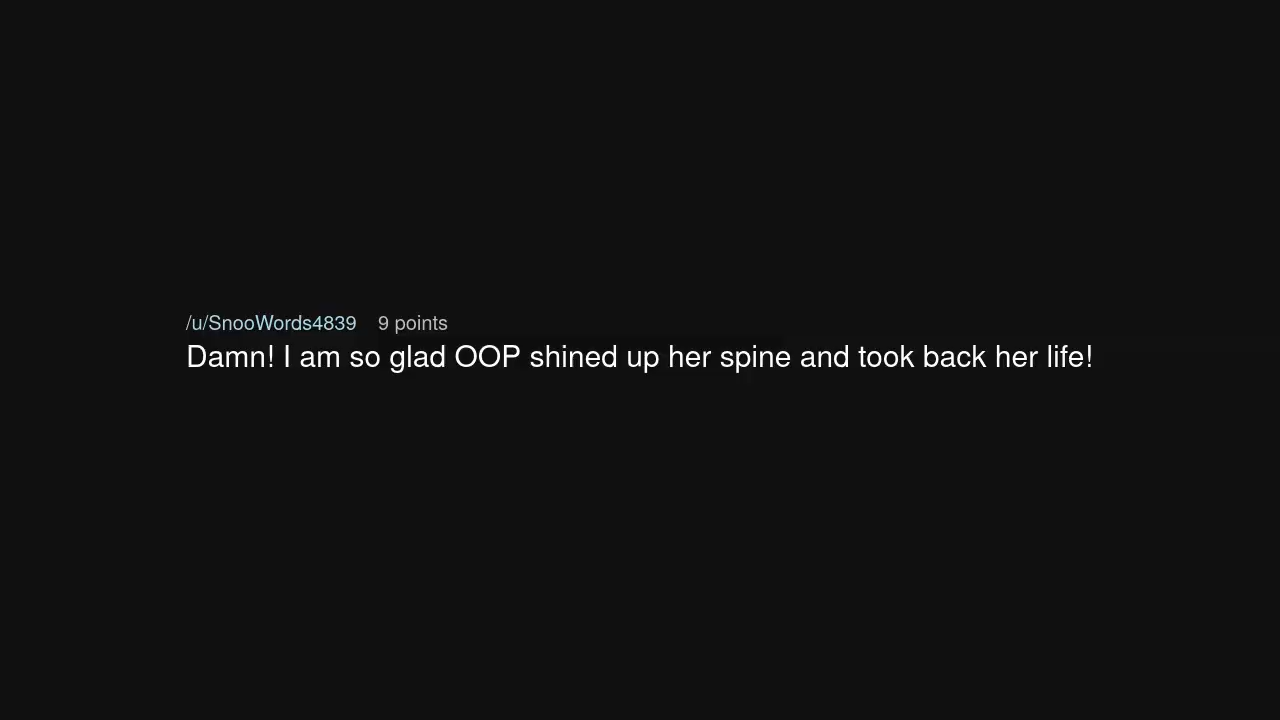 /u/SnooWords4839 9 points
Damn! I am so glad OOP shined up her spine and took back her life!